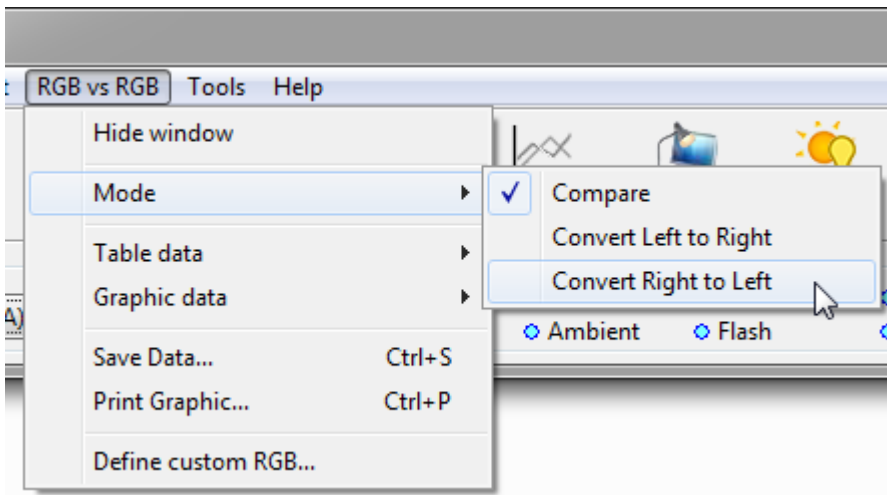 RGB vs RGB Tools Help
Hide window
Mode
Compare
Convert Left to Right
Convert Right to Left
Table data
Graphic data
A)
Ambient Flash
Save Data... Ctrl+S
Print Graphic... Ctrl+P
Define custom RGB...